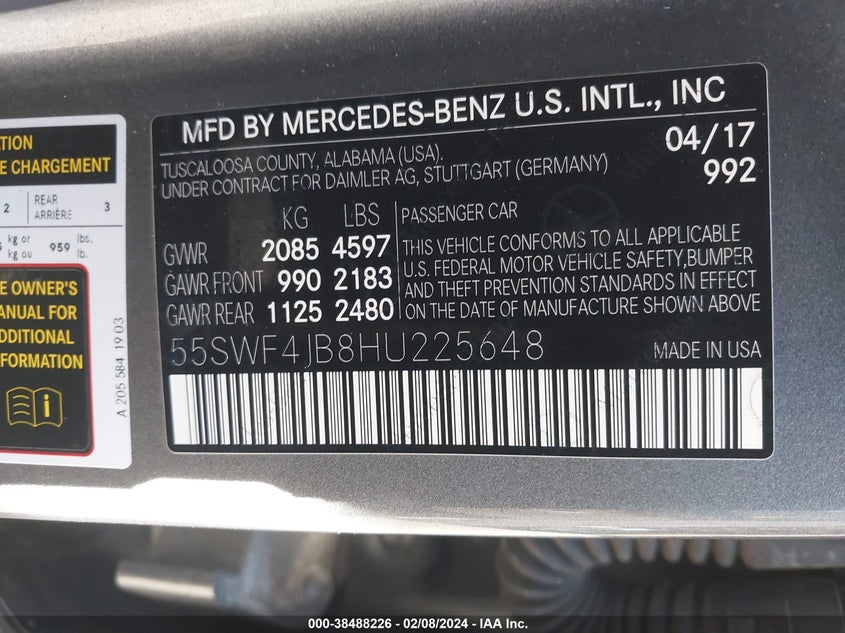 ATION
E CHARGEMENT
2 REAR ARRIÈRE 3
kg or
kg ou 959 lbs.
lb.
E OWNER'S
ANUAL FOR
DDITIONAL
FORMATION
A 205 584 19 03
MFD BY MERCEDES-BENZ U.S. INTL., INC
TUSCALOOSA COUNTY, ALABAMA (USA).
UNDER CONTRACT FOR DAIMLER AG, STUTTGART (GERMANY)
04/17
992
KG LBS
GVWR 2085 4597
GAWR FRONT 990 2183
GAWR REAR 1125 2480
PASSENGER CAR
THIS VEHICLE CONFORMS TO ALL APPLICABLE
U.S. FEDERAL MOTOR VEHICLE SAFETY,BUMPER
AND THEFT PREVENTION STANDARDS IN EFFECT
ON THE DATE OF MANUFACTURE SHOWN ABOVE
55SWF4JB8HU225648 MADE IN USA
000-38488226 - 02/08/2024 - IAA Inc.